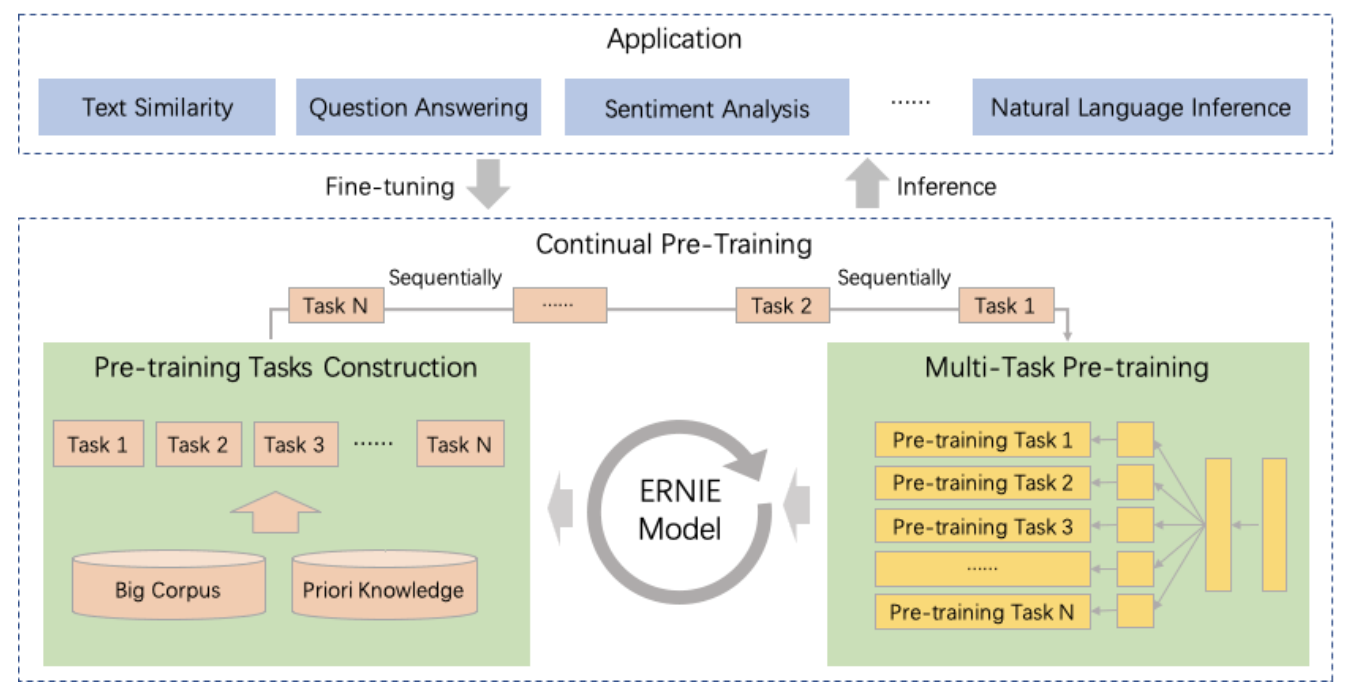 Application
Text Similarity
Question Answering
Sentiment Analysis
......
Natural Language Inference
Fine-tuning
Inference
Continual Pre-Training
Sequentially
Sequentially
Task N
......
Task 2
Task 1
Pre-training Tasks Construction
Task 1
Task 2
Task 3
......
Task N
Big Corpus
Priori Knowledge
ERNIE
Model
Multi-Task Pre-training
Pre-training Task 1
Pre-training Task 2
Pre-training Task 3
......
Pre-training Task N